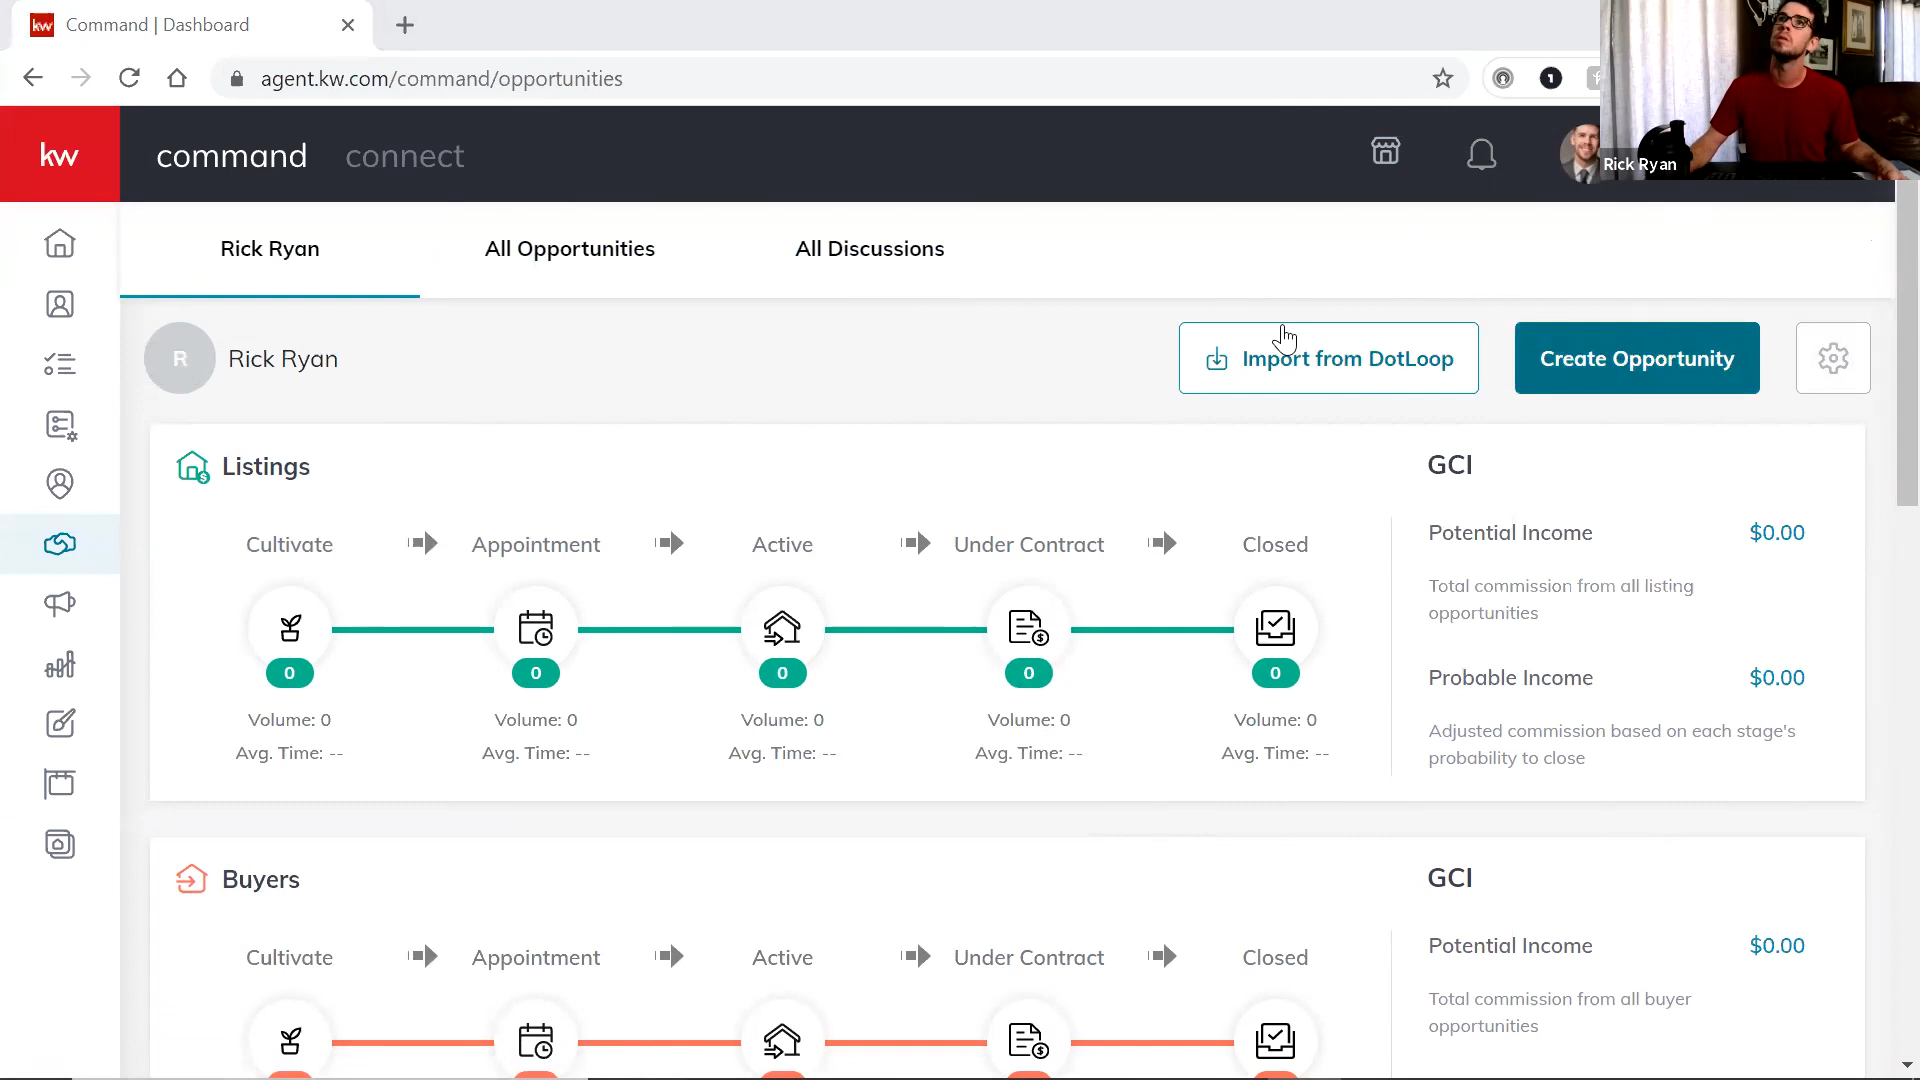 kw Command | Dashboard
agent.kw.com/command/opportunities
kw command connect
Rick Ryan
Rick Ryan All Opportunities All Discussions
R Rick Ryan Import from DotLoop Create Opportunity
Listings
Cultivate Appointment Active Under Contract Closed
0 0 0 0 0
Volume: 0 Volume: 0 Volume: 0 Volume: 0 Volume: 0
Avg. Time: -- Avg. Time: -- Avg. Time: -- Avg. Time: -- Avg. Time: --
GCI
Potential Income $0.00
Total commission from all listing
opportunities
Probable Income $0.00
Adjusted commission based on each stage's
probability to close
Buyers
Cultivate Appointment Active Under Contract Closed
GCI
Potential Income $0.00
Total commission from all buyer
opportunities